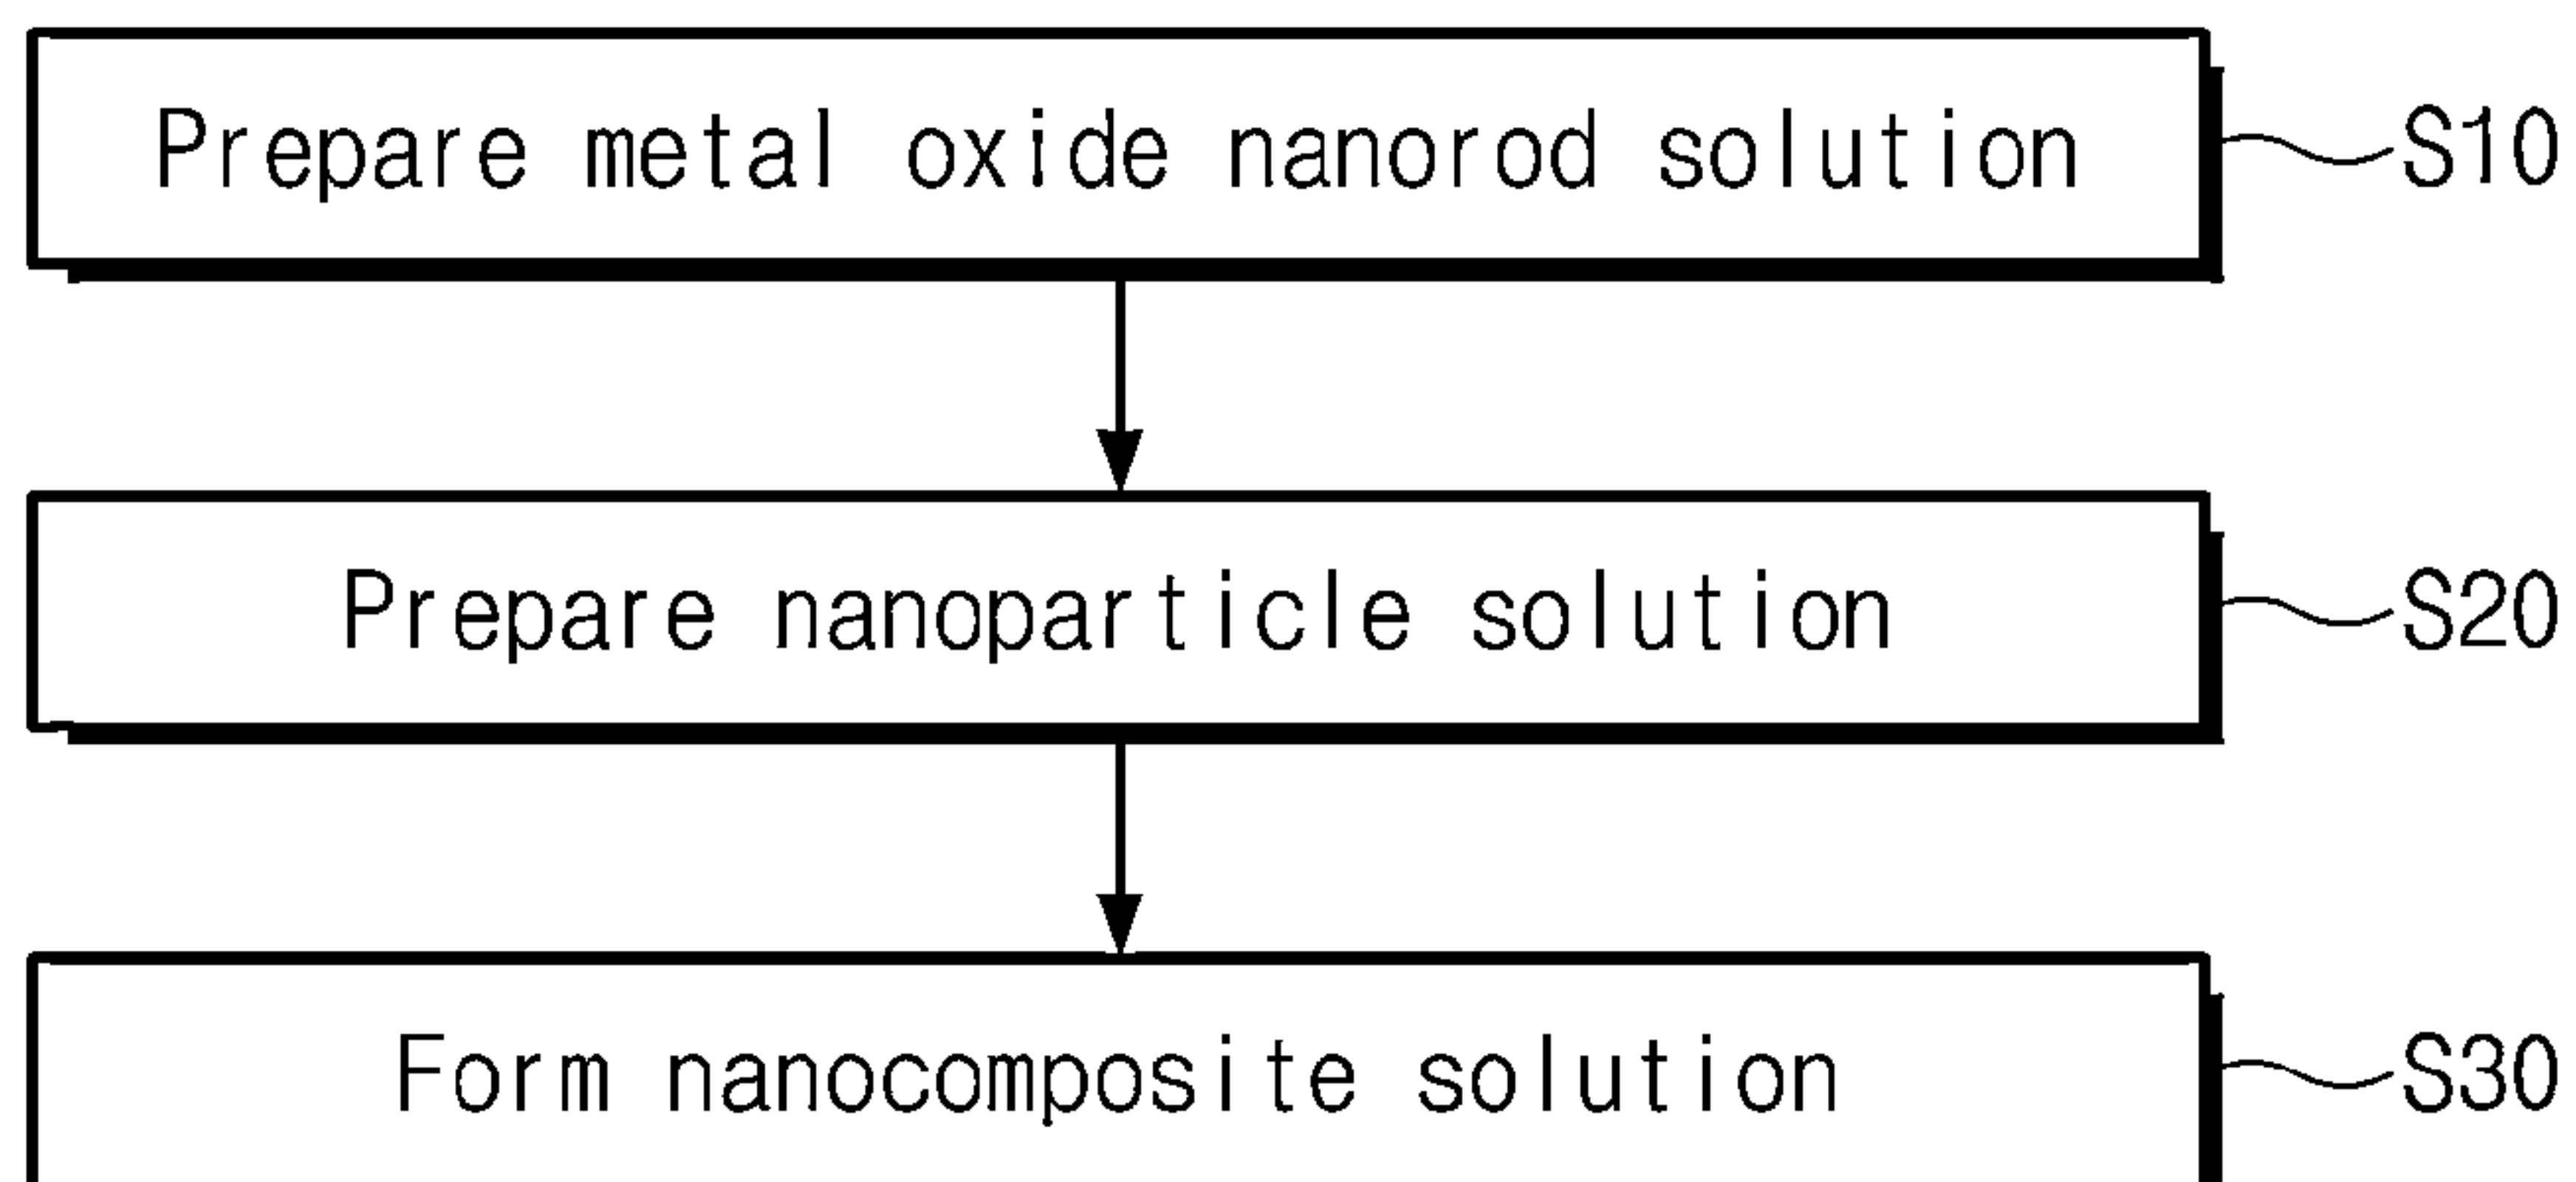 Prepare metal oxide nanorod solution S10
Prepare nanoparticle solution S20
Form nanocomposite solution S30